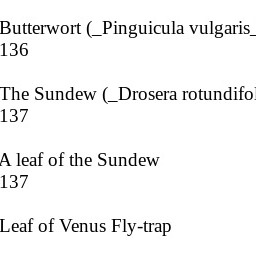 Butterwort (_Pinguicula vulgaris_
136
The Sundew (_Drosera rotundifol
137
A leaf of the Sundew
137
Leaf of Venus Fly-trap